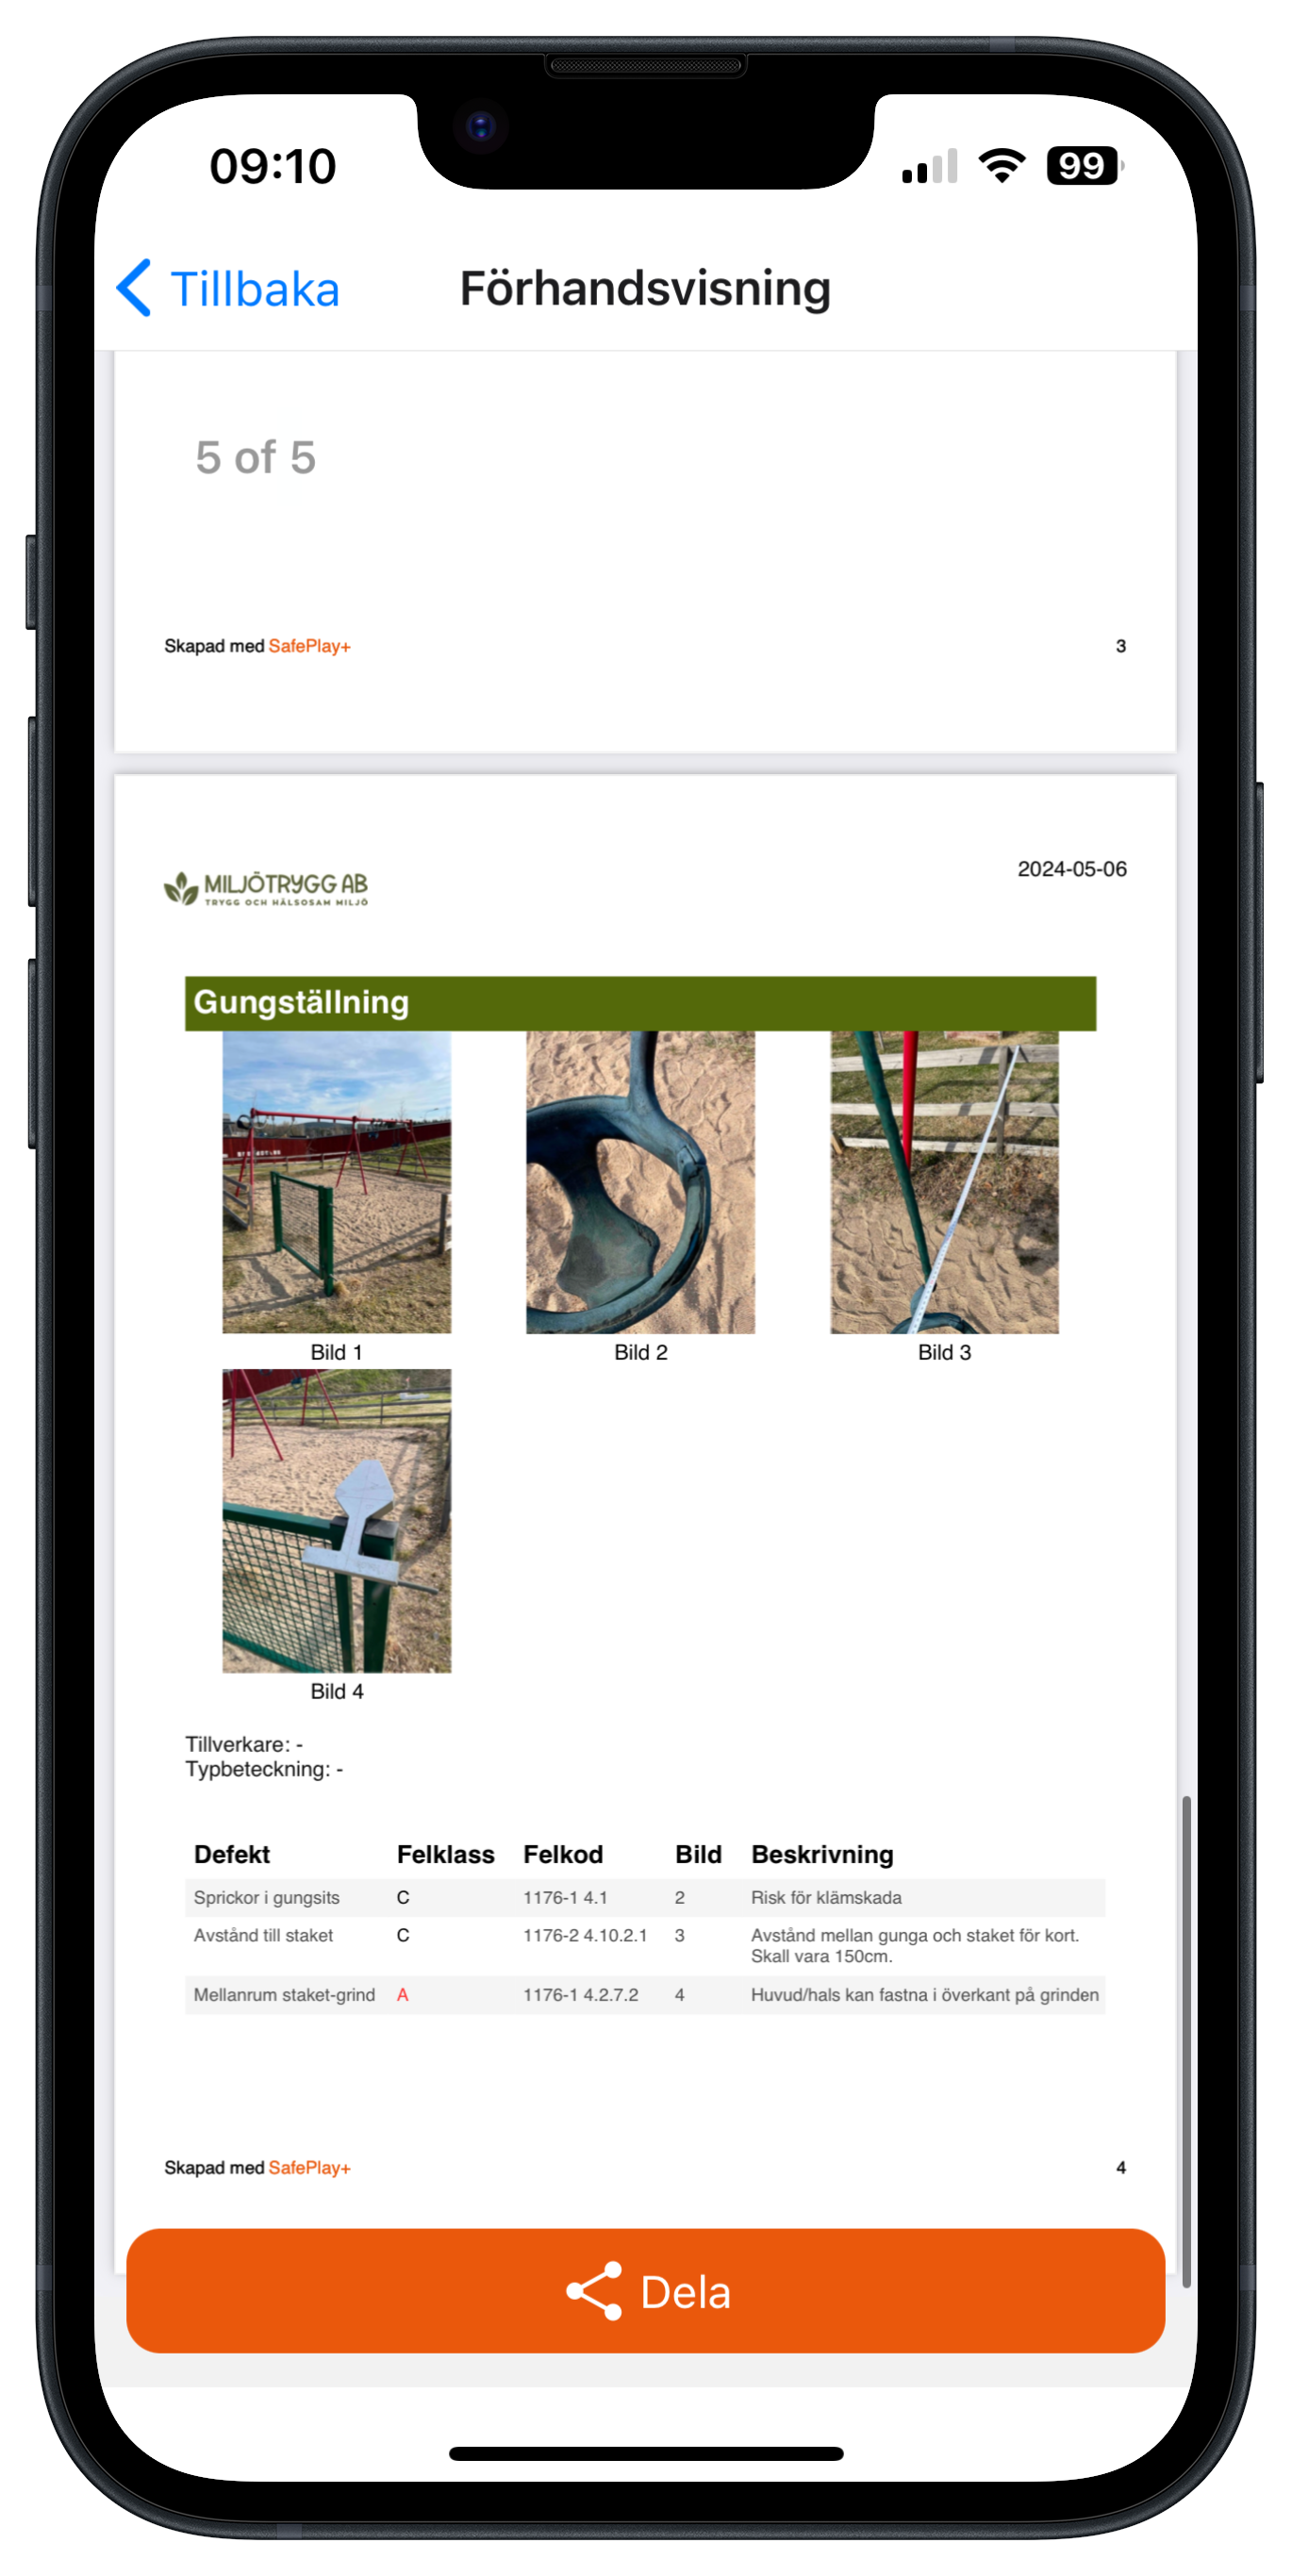 09:10
99
Tillbaka
Förhandsvisning
5 of 5
Skapad med SafePlay+
3
MILJÖTRYGG AB
TRYGG OCH HÄLSOSAM MILJÖ
2024-05-06
Gungställning
Bild 1
Bild 2
Bild 3
Bild 4
Tillverkare: -
Typbeteckning: -
Defekt Felklass Felkod Bild Beskrivning
Sprickor i gungsits C 1176-1 4.1 2 Risk för klämskada
Avstånd till staket C 1176-2 4.10.2.1 3 Avstånd mellan gunga och staket för kort.
Skall vara 150cm.
Mellanrum staket-grind A 1176-1 4.2.7.2 4 Huvud/hals kan fastna i överkant på grinden
Skapad med SafePlay+
4
Dela